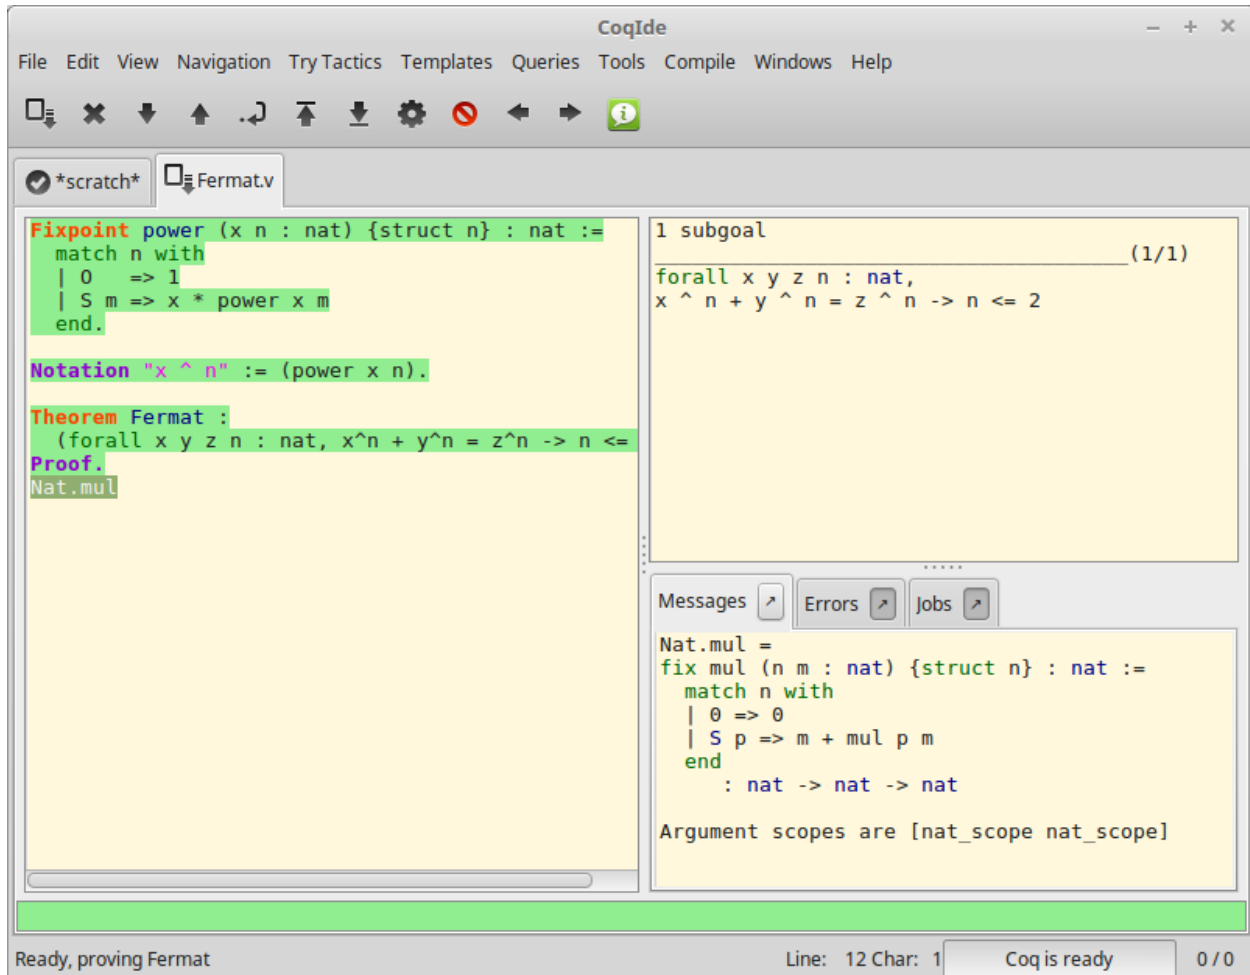 CoqIde
File Edit View Navigation Try Tactics Templates Queries Tools Compile Windows Help
*scratch* Fermat.v
Fixpoint power (x n : nat) {struct n} : nat :=
  match n with
  | O   => 1
  | S m => x * power x m
  end.
Notation "x ^ n" := (power x n).
Theorem Fermat :
  (forall x y z n : nat, x^n + y^n = z^n -> n <=
Proof.
Nat.mul
1 subgoal
______________________________________(1/1)
forall x y z n : nat,
x ^ n + y ^ n = z ^ n -> n <= 2
Messages Errors Jobs
Nat.mul =
fix mul (n m : nat) {struct n} : nat :=
  match n with
  | 0 => 0
  | S p => m + mul p m
  end
     : nat -> nat -> nat
Argument scopes are [nat_scope nat_scope]
Ready, proving Fermat Line: 12 Char: 1 Coq is ready 0 / 0